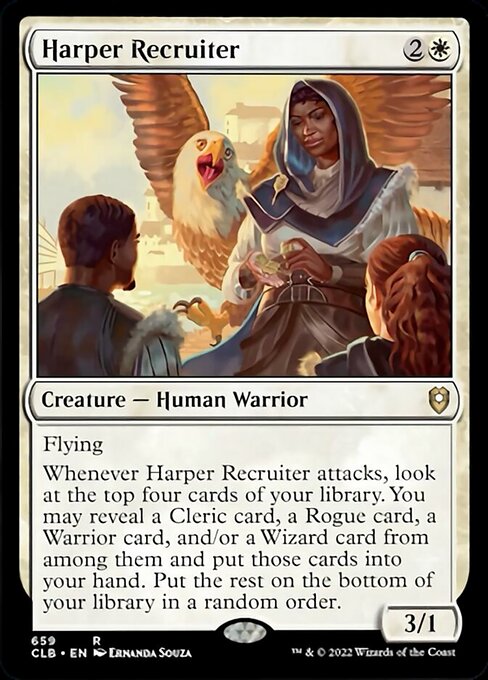 Harper Recruiter 2
Creature — Human Warrior
Flying
Whenever Harper Recruiter attacks, look
at the top four cards of your library. You
may reveal a Cleric card, a Rogue card, a
Warrior card, and/or a Wizard card from
among them and put those cards into
your hand. Put the rest on the bottom of
your library in a random order.
3/1
659 R
CLB • EN Ernanda Souza
™ & © 2022 Wizards of the Coast